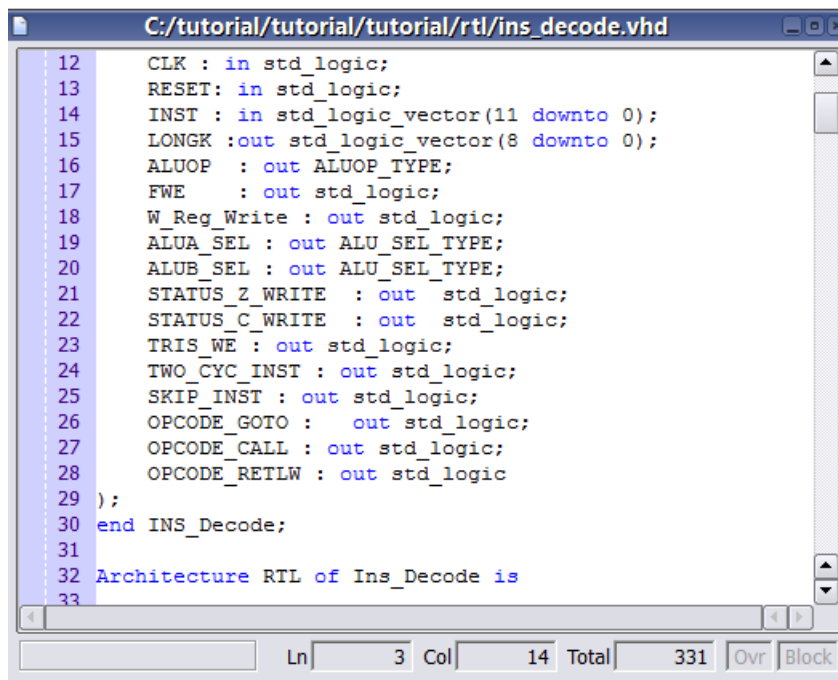 C:/tutorial/tutorial/tutorial/rtl/ins_decode.vhd
12 CLK : in std_logic;
13 RESET: in std_logic;
14 INST : in std_logic_vector(11 downto 0);
15 LONGK :out std_logic_vector(8 downto 0);
16 ALUOP  : out ALUOP_TYPE;
17 FWE    : out std_logic;
18 W_Reg_Write : out std_logic;
19 ALUA_SEL : out ALU_SEL_TYPE;
20 ALUB_SEL : out ALU_SEL_TYPE;
21 STATUS_Z_WRITE  : out  std_logic;
22 STATUS_C_WRITE  : out  std_logic;
23 TRIS_WE : out std_logic;
24 TWO_CYC_INST : out std_logic;
25 SKIP_INST : out std_logic;
26 OPCODE_GOTO :   out std_logic;
27 OPCODE_CALL : out std_logic;
28 OPCODE_RETLW : out std_logic
29 );
30 end INS_Decode;
31
32 Architecture RTL of Ins_Decode is
33
Ln 3 Col 14 Total 331 Ovr Block